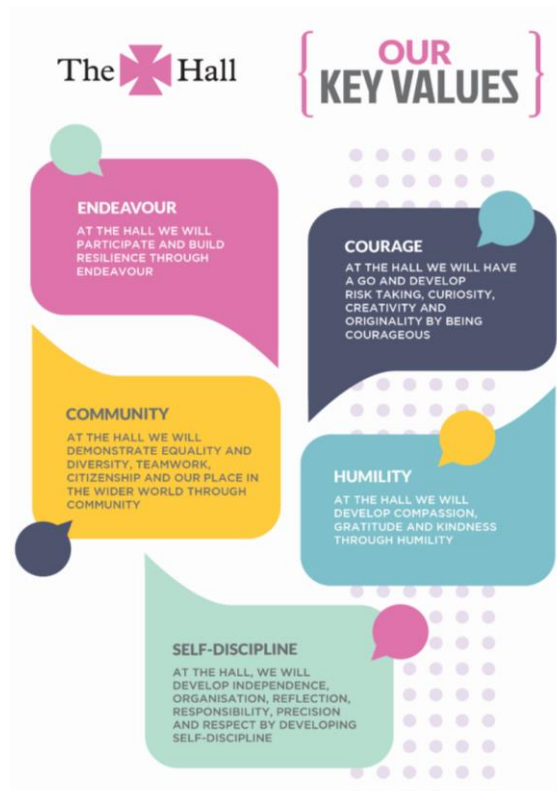 The Hall
OUR
KEY VALUES
ENDEAVOUR
AT THE HALL WE WILL
PARTICIPATE AND BUILD
RESILIENCE THROUGH
ENDEAVOUR
COURAGE
AT THE HALL WE WILL HAVE
A GO AND DEVELOP
RISK TAKING, CURIOSITY,
CREATIVITY AND
ORIGINALITY BY BEING
COURAGEOUS
COMMUNITY
AT THE HALL WE WILL
DEMONSTRATE EQUALITY AND
DIVERSITY, TEAMWORK,
CITIZENSHIP AND OUR PLACE IN
THE WIDER WORLD THROUGH
COMMUNITY
HUMILITY
AT THE HALL WE WILL
DEVELOP COMPASSION,
GRATITUDE AND KINDNESS
THROUGH HUMILITY
SELF-DISCIPLINE
AT THE HALL, WE WILL
DEVELOP INDEPENDENCE,
ORGANISATION, REFLECTION,
RESPONSIBILITY, PRECISION
AND RESPECT BY DEVELOPING
SELF-DISCIPLINE